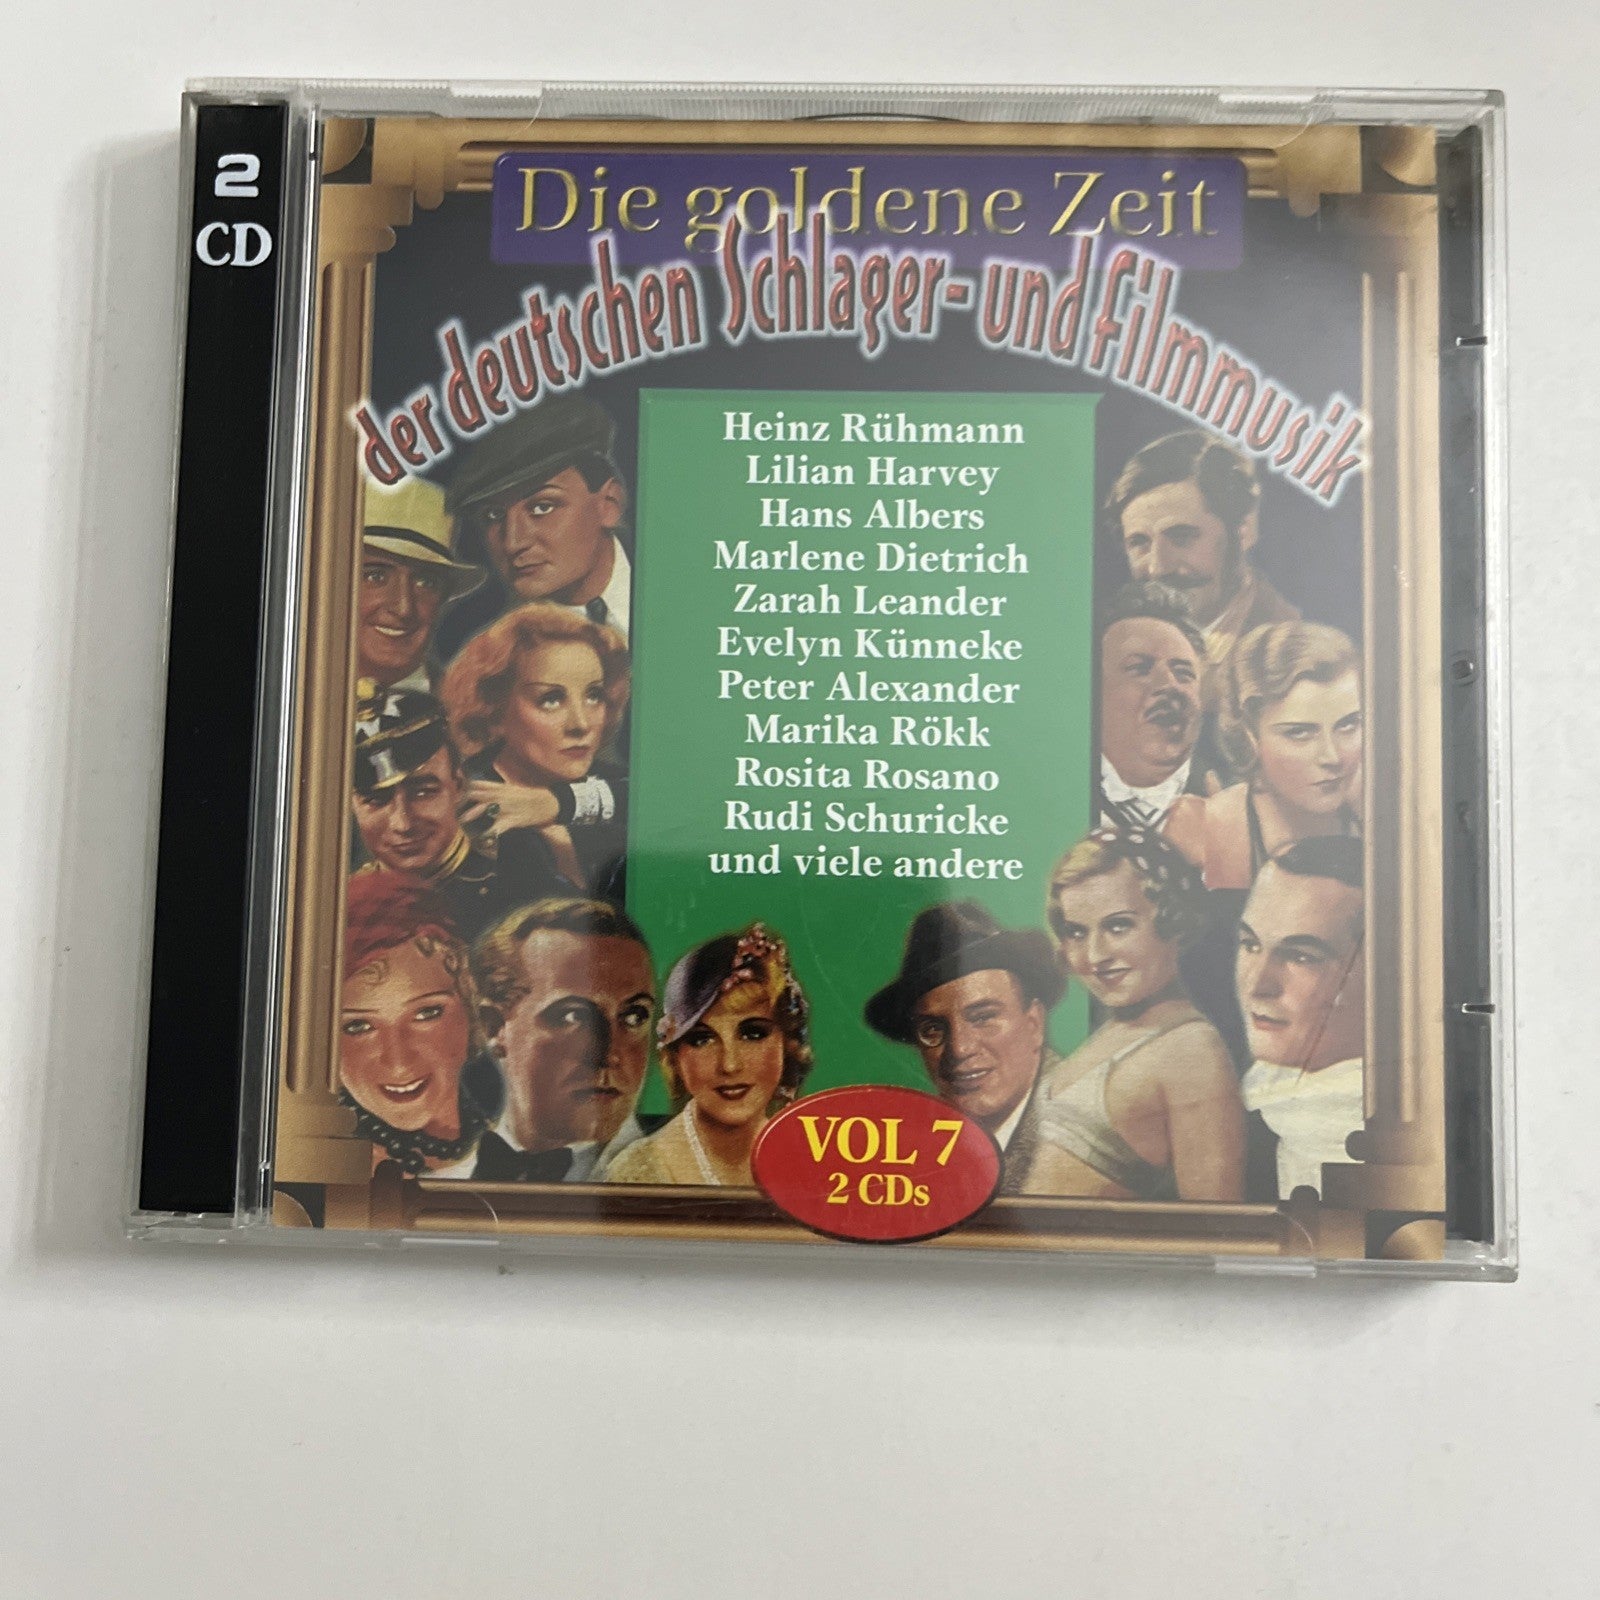 2
CD
Die goldene Zeit
der deutschen Schlager- und Filmmusik
Heinz Rühmann
Lilian Harvey
Hans Albers
Marlene Dietrich
Zarah Leander
Evelyn Künneke
Peter Alexander
Marika Rökk
Rosita Rosano
Rudi Schuricke
und viele andere
VOL 7
2 CDs